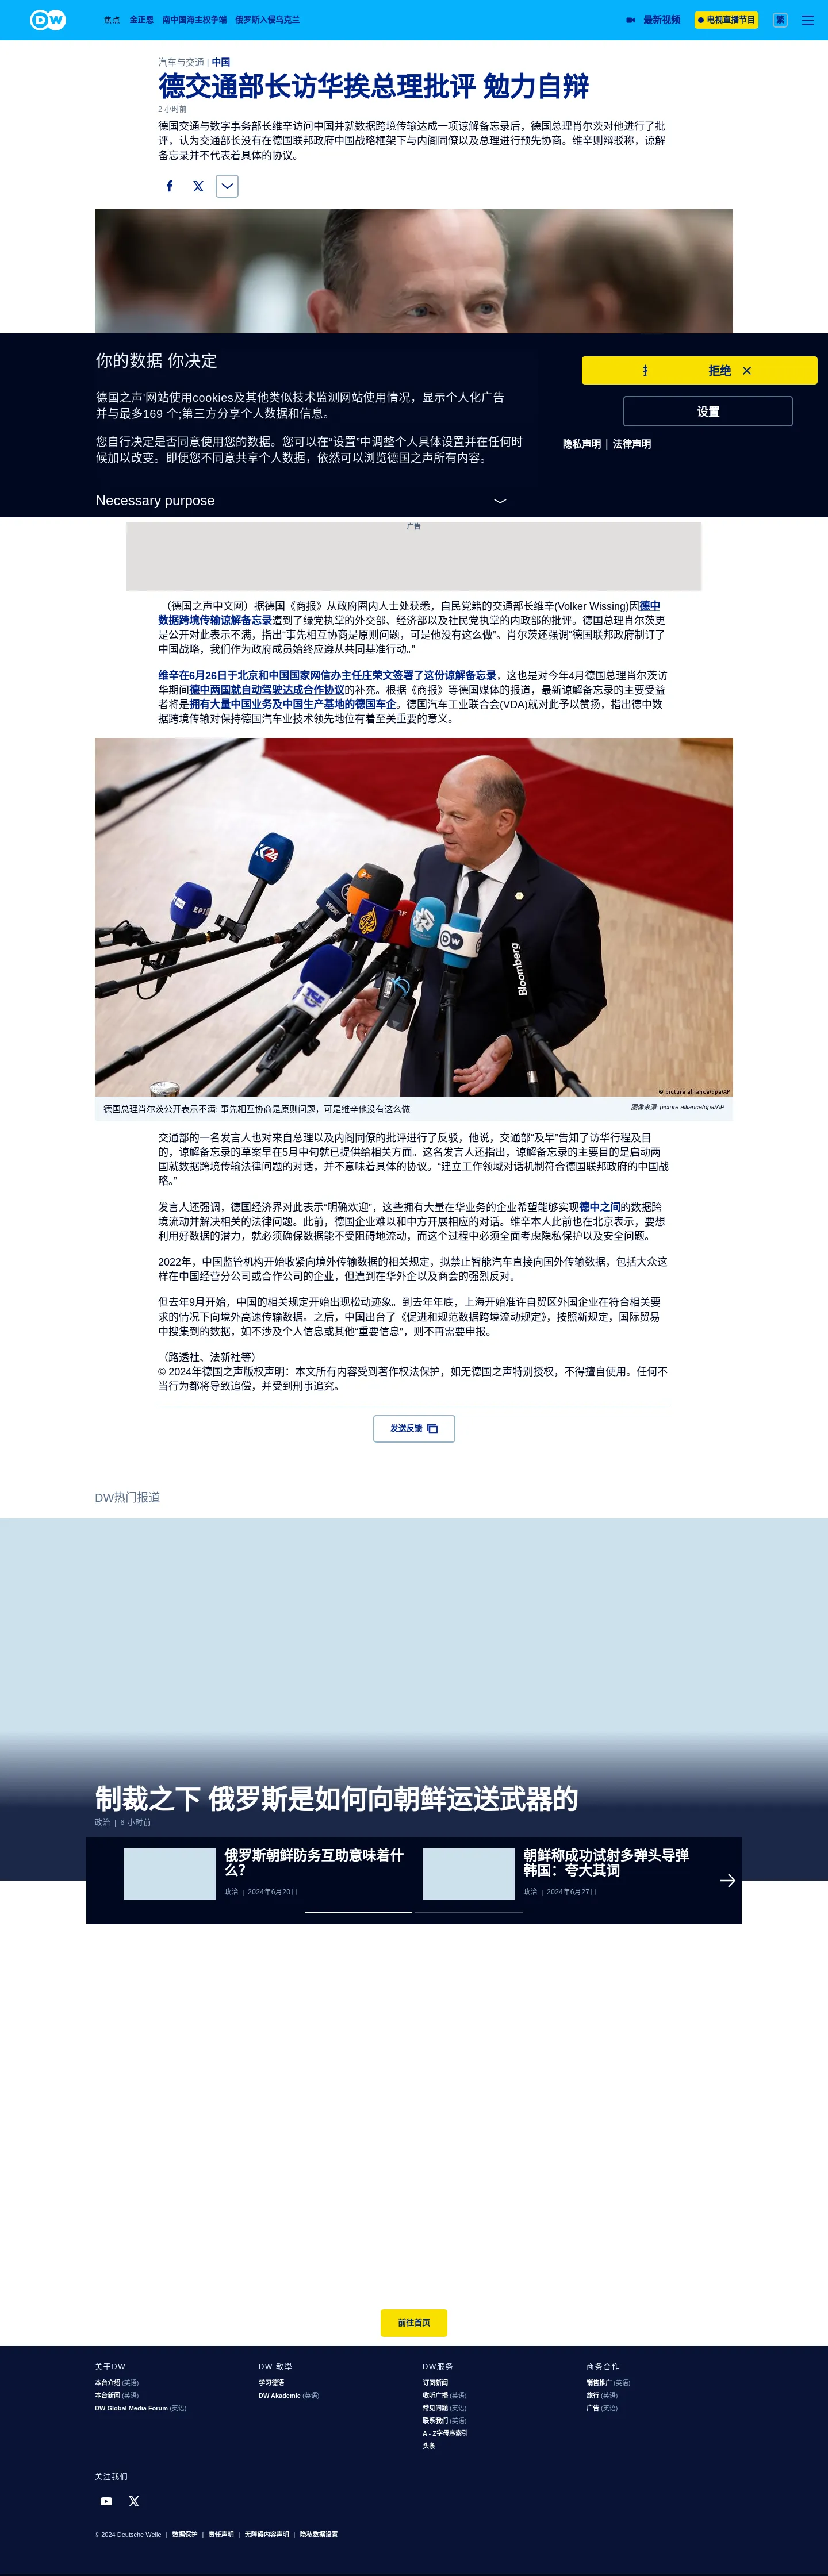 DW 焦点 金正恩 南中国海主权争端 俄罗斯入侵乌克兰 最新视频 电视直播节目 繁
汽车与交通 | 中国
德交通部长访华挨总理批评 勉力自辩
2 小时前
德国交通与数字事务部长维辛访问中国并就数据跨境传输达成一项谅解备忘录后，德国总理肖尔茨对他进行了批
评，认为交通部长没有在德国联邦政府中国战略框架下与内阁同僚以及总理进行预先协商。维辛则辩驳称，谅解
备忘录并不代表着具体的协议。
你的数据 你决定
德国之声'网站使用cookies及其他类似技术监测网站使用情况，显示个人化广告
并与最多169 个;第三方分享个人数据和信息。
您自行决定是否同意使用您的数据。您可以在“设置”中调整个人具体设置并在任何时
候加以改变。即便您不同意共享个人数据，依然可以浏览德国之声所有内容。
Necessary purpose
拒绝
设置
隐私声明 | 法律声明
广告
（德国之声中文网）据德国《商报》从政府圈内人士处获悉，自民党籍的交通部长维辛(Volker Wissing)因德中
数据跨境传输谅解备忘录遭到了绿党执掌的外交部、经济部以及社民党执掌的内政部的批评。德国总理肖尔茨更
是公开对此表示不满，指出“事先相互协商是原则问题，可是他没有这么做”。肖尔茨还强调“德国联邦政府制订了
中国战略，我们作为政府成员始终应遵从共同基准行动。”
维辛在6月26日于北京和中国国家网信办主任庄荣文签署了这份谅解备忘录，这也是对今年4月德国总理肖尔茨访
华期间德中两国就自动驾驶达成合作协议的补充。根据《商报》等德国媒体的报道，最新谅解备忘录的主要受益
者将是拥有大量中国业务及中国生产基地的德国车企。德国汽车工业联合会(VDA)就对此予以赞扬，指出德中数
据跨境传输对保持德国汽车业技术领先地位有着至关重要的意义。
K24
EPT
WDR
DW
Bloomberg
© picture alliance/dpa/AP
德国总理肖尔茨公开表示不满: 事先相互协商是原则问题，可是维辛他没有这么做
图像来源: picture alliance/dpa/AP
交通部的一名发言人也对来自总理以及内阁同僚的批评进行了反驳，他说，交通部“及早”告知了访华行程及目
的，谅解备忘录的草案早在5月中旬就已提供给相关方面。这名发言人还指出，谅解备忘录的主要目的是启动两
国就数据跨境传输法律问题的对话，并不意味着具体的协议。“建立工作领域对话机制符合德国联邦政府的中国战
略。”
发言人还强调，德国经济界对此表示“明确欢迎”，这些拥有大量在华业务的企业希望能够实现德中之间的数据跨
境流动并解决相关的法律问题。此前，德国企业难以和中方开展相应的对话。维辛本人此前也在北京表示，要想
利用好数据的潜力，就必须确保数据能不受阻碍地流动，而这个过程中必须全面考虑隐私保护以及安全问题。
2022年，中国监管机构开始收紧向境外传输数据的相关规定，拟禁止智能汽车直接向国外传输数据，包括大众这
样在中国经营分公司或合作公司的企业，但遭到在华外企以及商会的强烈反对。
但去年9月开始，中国的相关规定开始出现松动迹象。到去年年底，上海开始准许自贸区外国企业在符合相关要
求的情况下向境外高速传输数据。之后，中国出台了《促进和规范数据跨境流动规定》，按照新规定，国际贸易
中搜集到的数据，如不涉及个人信息或其他“重要信息”，则不再需要申报。
（路透社、法新社等）
© 2024年德国之声版权声明：本文所有内容受到著作权法保护，如无德国之声特别授权，不得擅自使用。任何不
当行为都将导致追偿，并受到刑事追究。
发送反馈
DW热门报道
制裁之下 俄罗斯是如何向朝鲜运送武器的
政治 | 6 小时前
俄罗斯朝鲜防务互助意味着什
么？
政治 | 2024年6月20日
朝鲜称成功试射多弹头导弹
韩国：夸大其词
政治 | 2024年6月27日
前往首页
关于DW
本台介绍 (英语)
本台新闻 (英语)
DW Global Media Forum (英语)
DW 教學
学习德语
DW Akademie (英语)
DW服务
订阅新闻
收听广播 (英语)
常见问题 (英语)
联系我们 (英语)
A - Z字母序索引
头条
商务合作
销售推广 (英语)
旅行 (英语)
广告 (英语)
关注我们
© 2024 Deutsche Welle | 数据保护 | 责任声明 | 无障碍内容声明 | 隐私数据设置